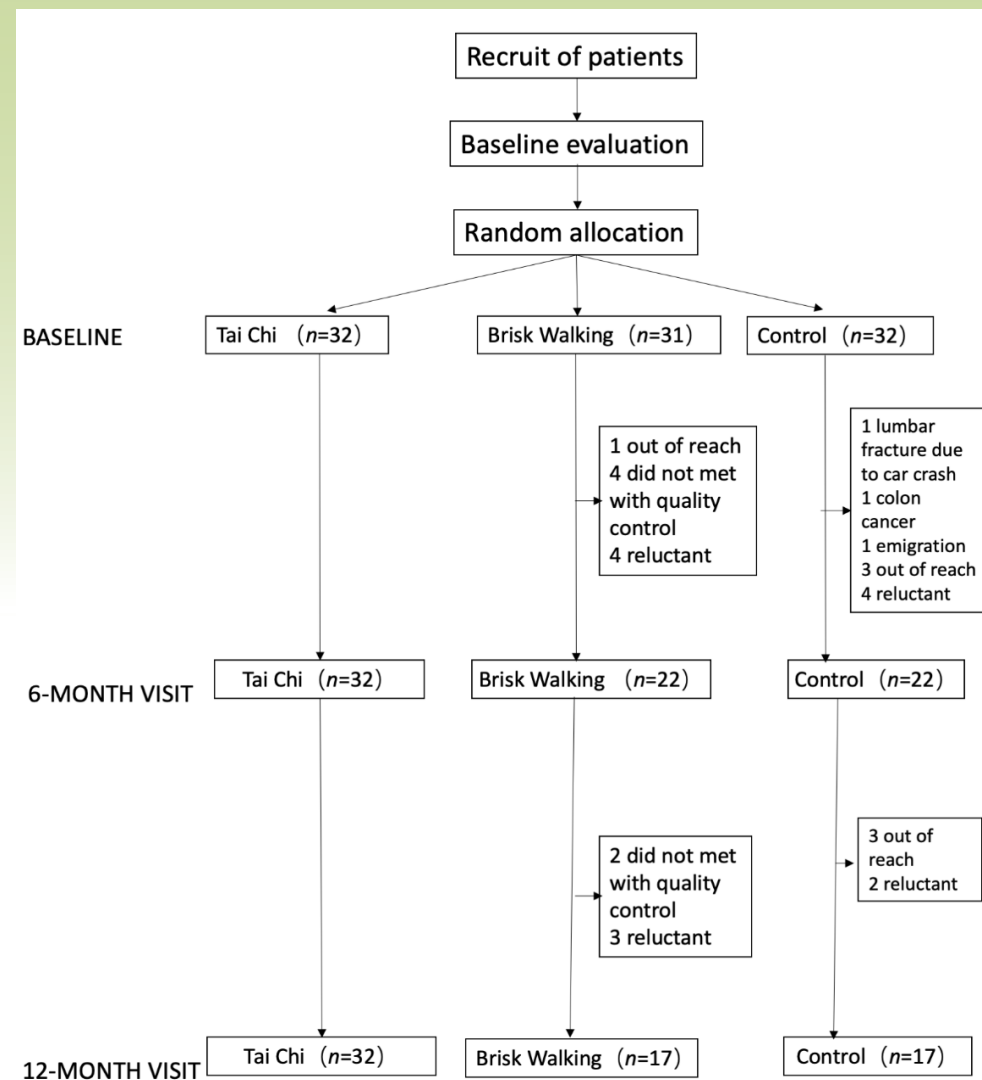 Recruit of patients
Baseline evaluation
Random allocation
BASELINE
Tai Chi（n=32）
Brisk Walking（n=31）
Control（n=32）
1 out of reach
4 did not met
with quality
control
4 reluctant
1 lumbar
fracture due
to car crash
1 colon
cancer
1 emigration
3 out of reach
4 reluctant
6-MONTH VISIT
Tai Chi（n=32）
Brisk Walking（n=22）
Control（n=22）
2 did not met
with quality
control
3 reluctant
3 out of
reach
2 reluctant
12-MONTH VISIT
Tai Chi（n=32）
Brisk Walking（n=17）
Control（n=17）